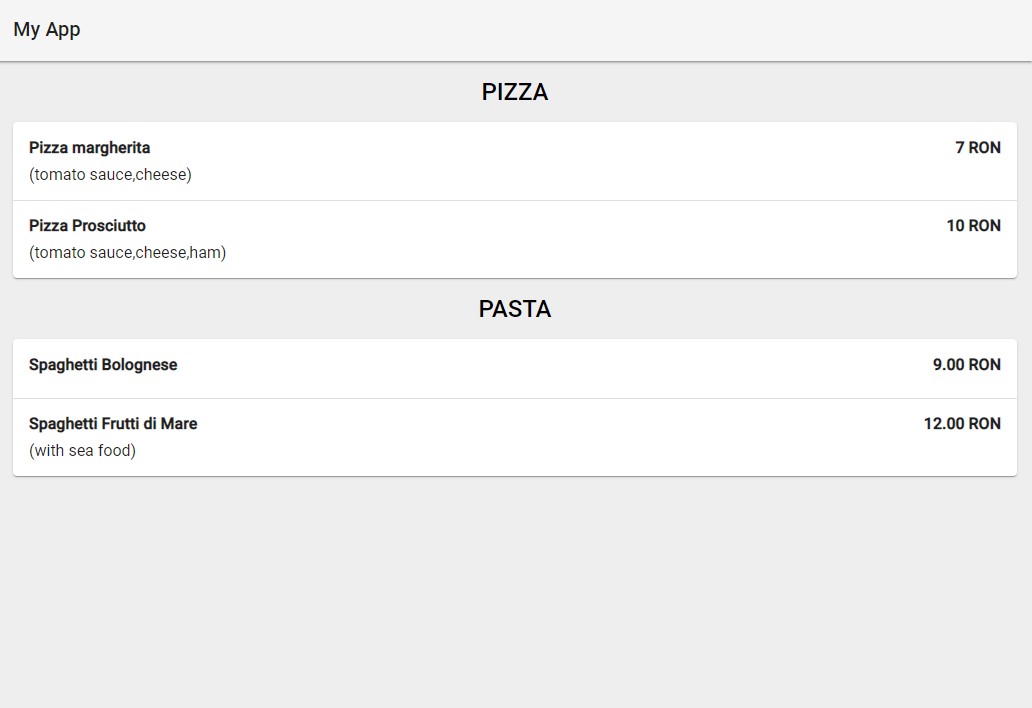 My App
PIZZA
Pizza margherita 7 RON
(tomato sauce,cheese)
Pizza Prosciutto 10 RON
(tomato sauce,cheese,ham)
PASTA
Spaghetti Bolognese 9.00 RON
Spaghetti Frutti di Mare 12.00 RON
(with sea food)